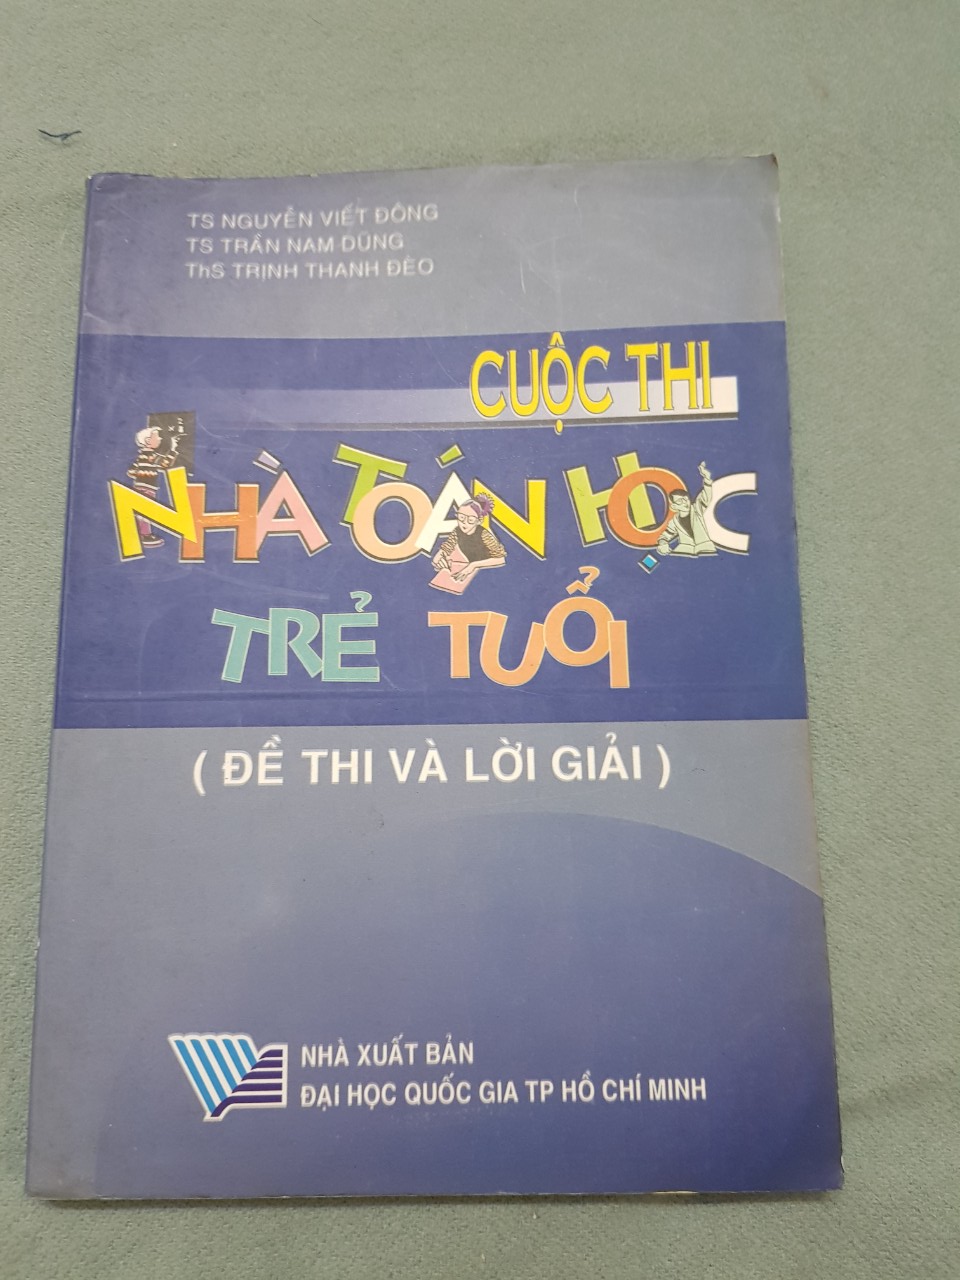 TS NGUYỄN VIẾT ĐÔNG
TS TRẦN NAM DŨNG
ThS TRỊNH THANH ĐÈO
CUỘC THI
NHÀ TOÁN HỌC
TRẺ TUỔI
( ĐỀ THI VÀ LỜI GIẢI )
NHÀ XUẤT BẢN
ĐẠI HỌC QUỐC GIA TP HỒ CHÍ MINH